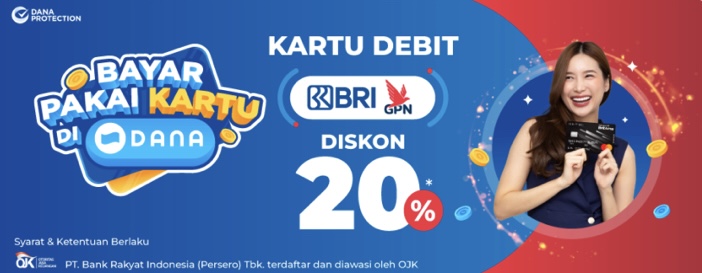 DANA
PROTECTION
BAYAR
PAKAI KARTU
DI DANA
KARTU DEBIT
BRI GPN
DISKON
20%*
Syarat & Ketentuan Berlaku
OJK PT. Bank Rakyat Indonesia (Persero) Tbk. terdaftar dan diawasi oleh OJK